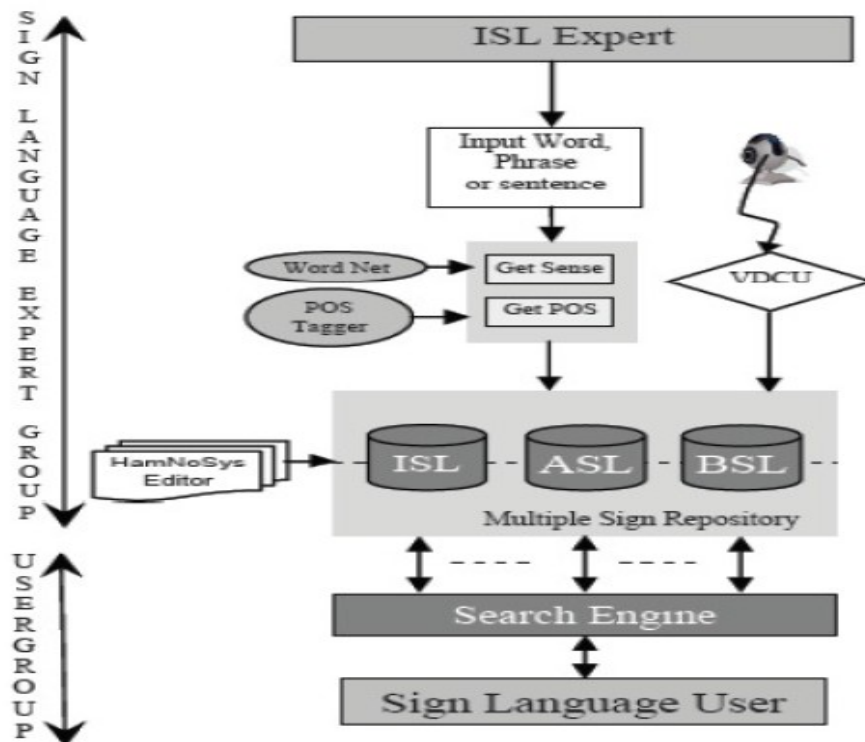 SIGN LANGUAGE EXPERT GROUP
ISL Expert
Input Word,
Phrase
or sentence
Word Net
Get Sense
VDCU
POS
Tagger
Get POS
HamNoSys
Editor
ISL
ASL
BSL
Multiple Sign Repository
USERGROUP
Search Engine
Sign Language User